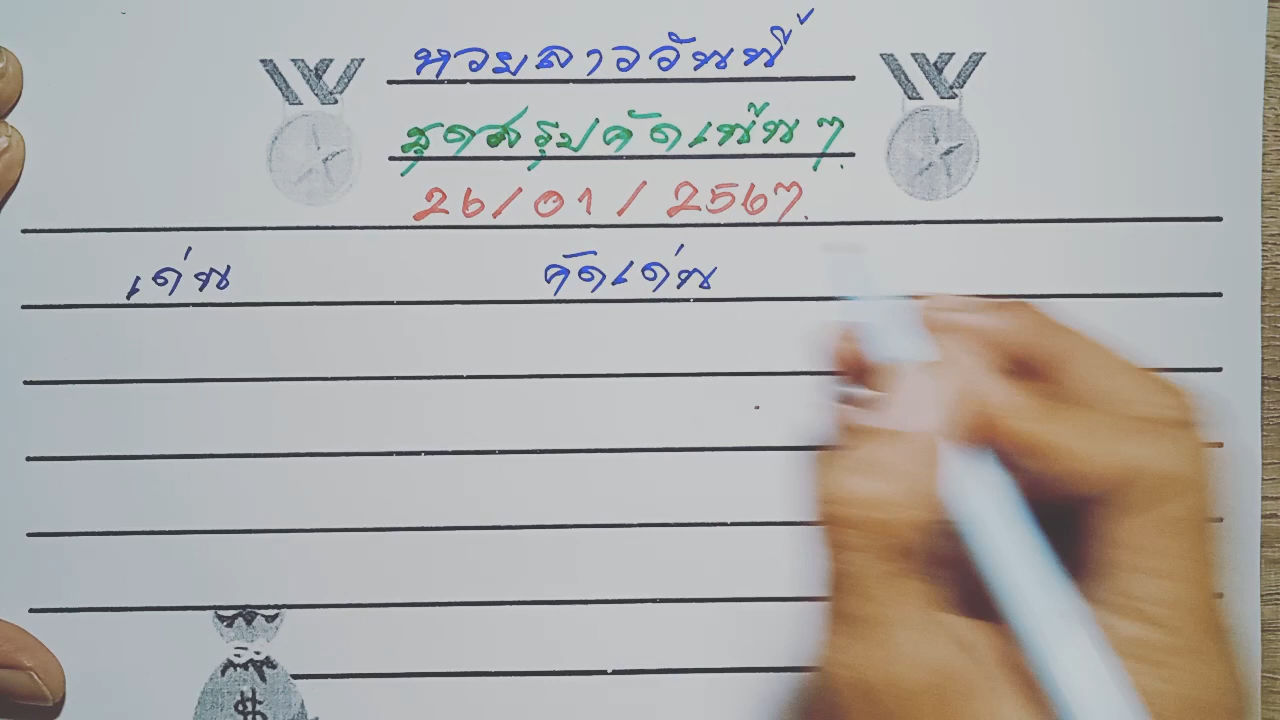 หวยลาววันนี้
สูตรสรุปคัดเน้นๆ.
26/01/2567.
เด่น คัดเด่น
$